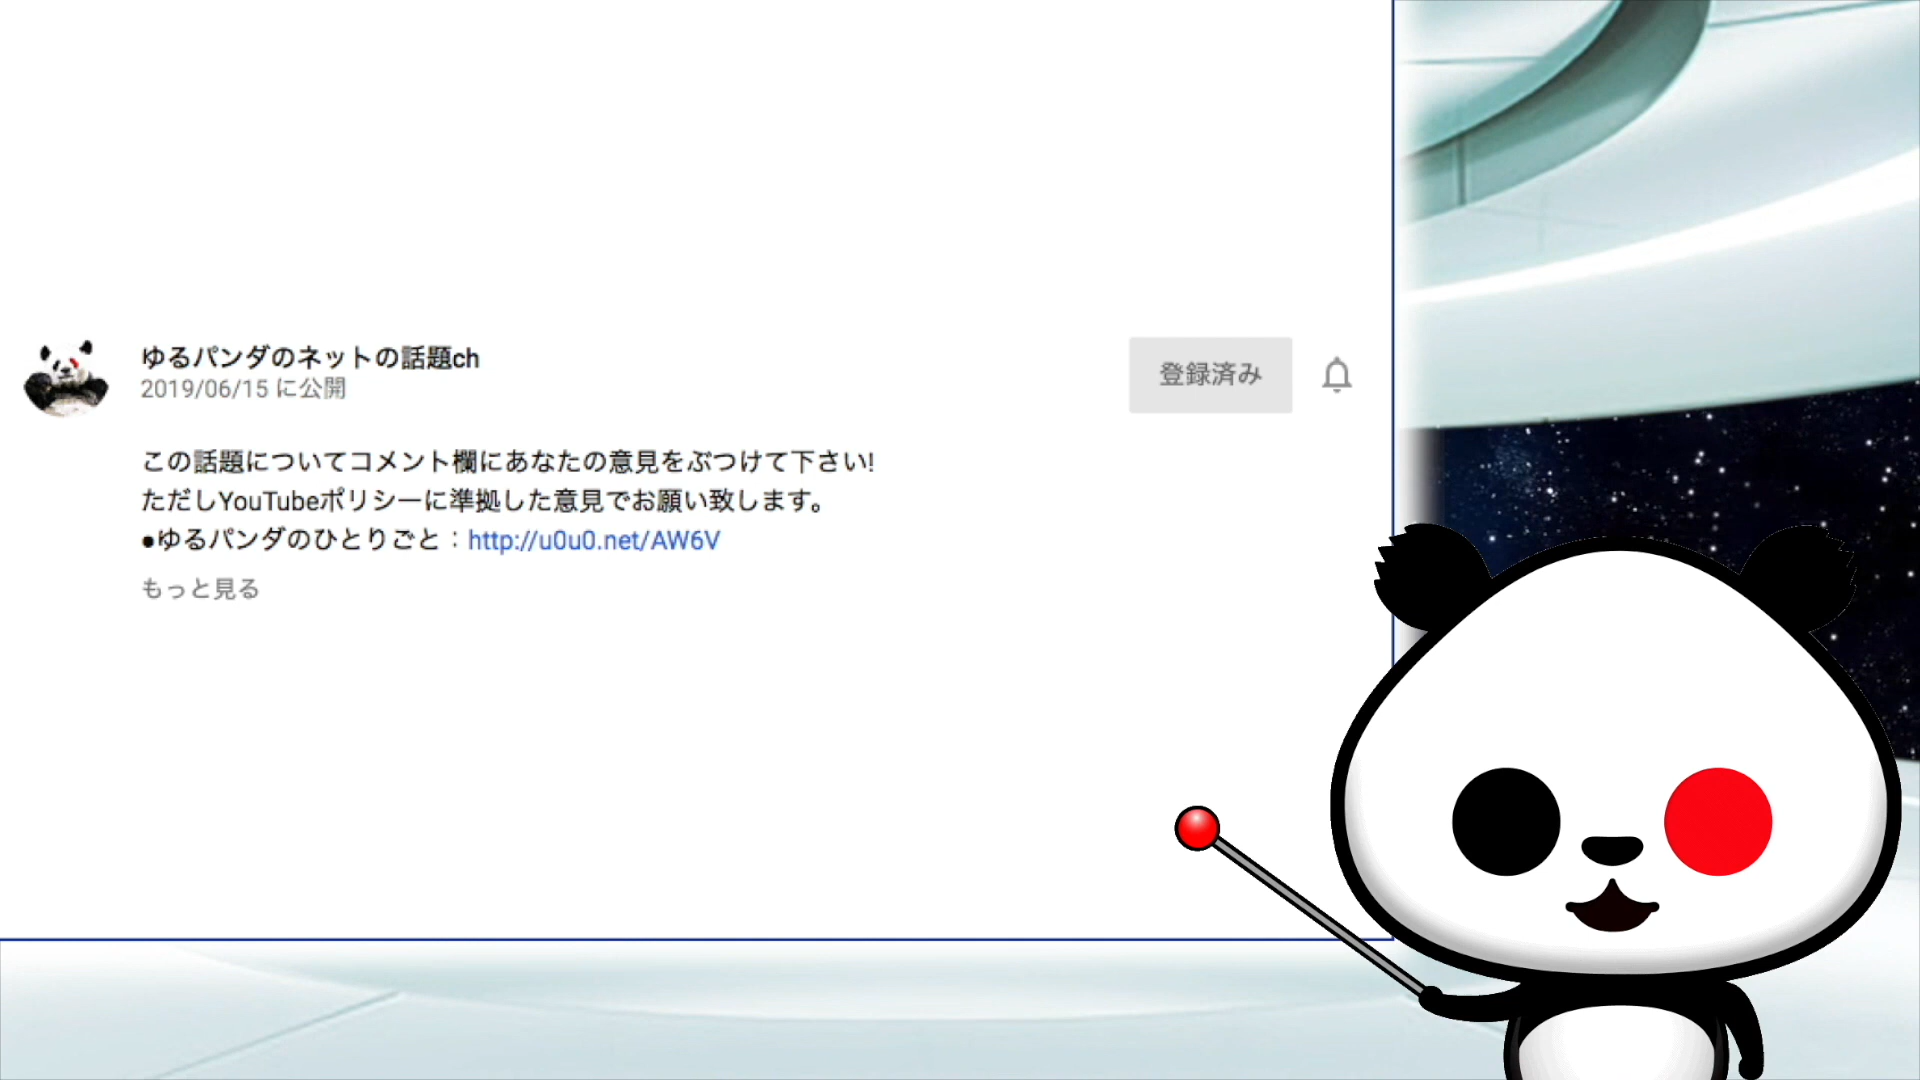 ゆるパンダのネットの話題ch
2019/06/15 に公開
登録済み
この話題についてコメント欄にあなたの意見をぶつけて下さい!
ただしYouTubeポリシーに準拠した意見でお願い致します。
●ゆるパンダのひとりごと：http://u0u0.net/AW6V
もっと見る